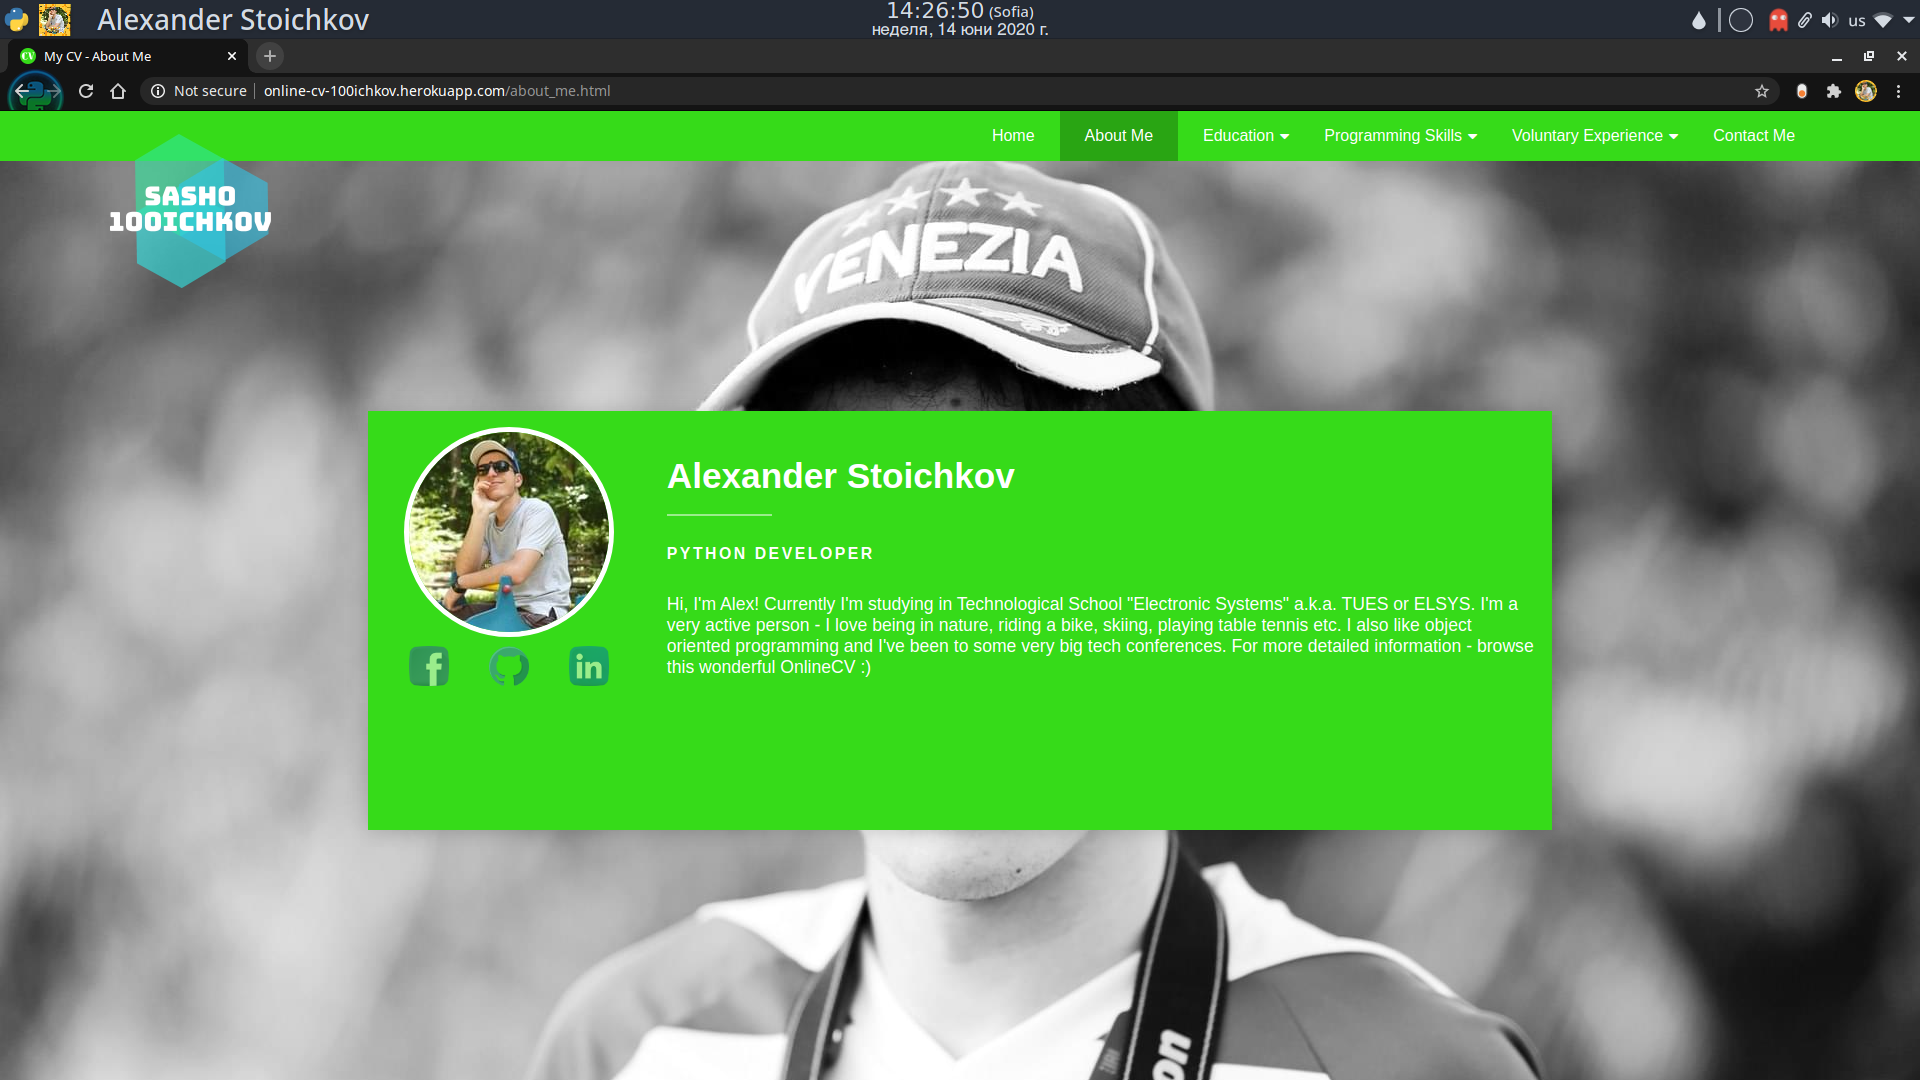 Alexander Stoichkov
14:26:50 (Sofia)
неделя, 14 юни 2020 г.
us
CV My CV - About Me
Not secure online-cv-100ichkov.herokuapp.com/about_me.html
Home About Me Education Programming Skills Voluntary Experience Contact Me
SASHO
100ICHKOV
VENEZIA
Alexander Stoichkov
PYTHON DEVELOPER
Hi, I'm Alex! Currently I'm studying in Technological School "Electronic Systems" a.k.a. TUES or ELSYS. I'm a
very active person - I love being in nature, riding a bike, skiing, playing table tennis etc. I also like object
oriented programming and I've been to some very big tech conferences. For more detailed information - browse
this wonderful OnlineCV :)
f
in
on